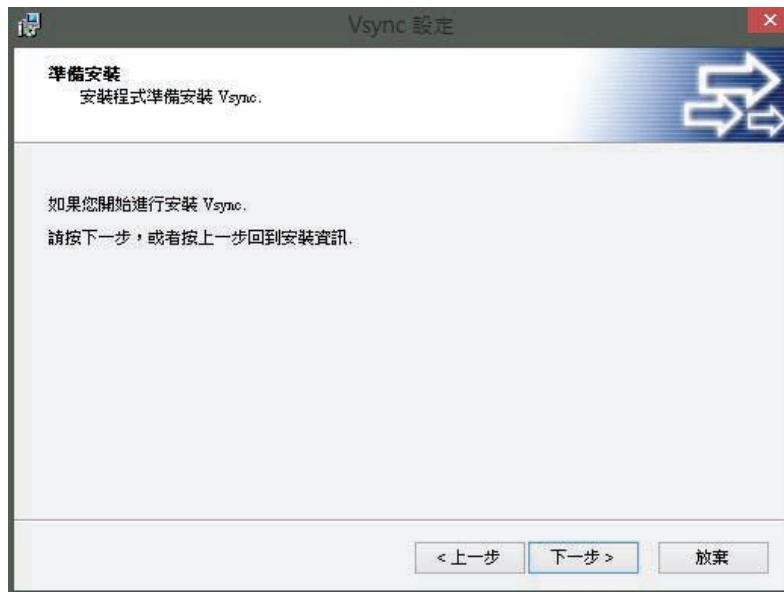 Vsync 設定
準備安裝
安裝程式準備安裝 Vsync.
如果您開始進行安裝 Vsync.
請按下一步，或者按上一步回到安裝資訊.
<上一步
下一步>
放棄